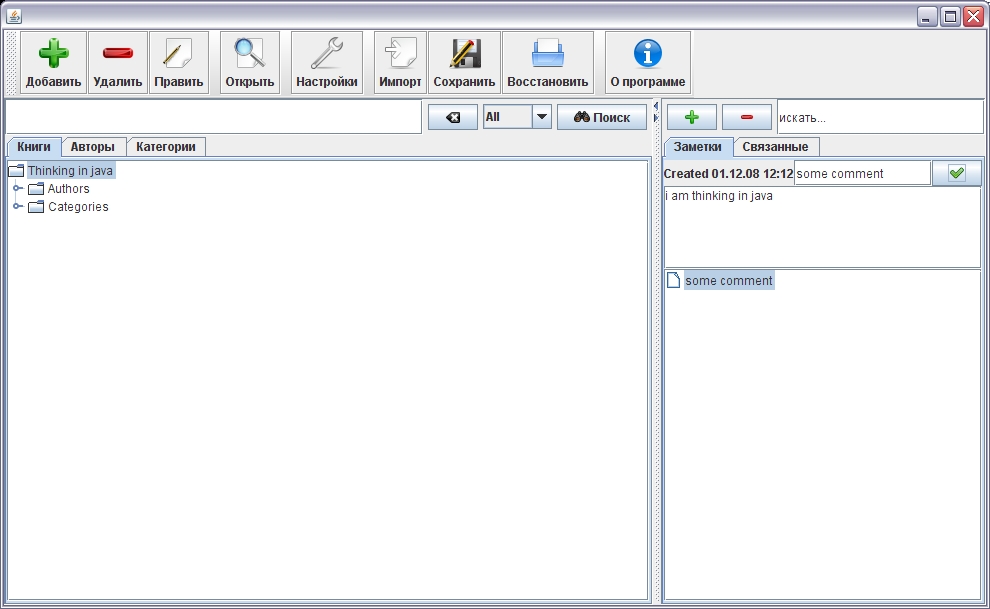 Добавить Удалить Править Открыть Настройки Импорт Сохранить Восстановить О программе
All Поиск искать...
Книги Авторы Категории
Заметки Связанные
Thinking in java
Authors
Categories
Created 01.12.08 12:12 some comment
i am thinking in java
some comment